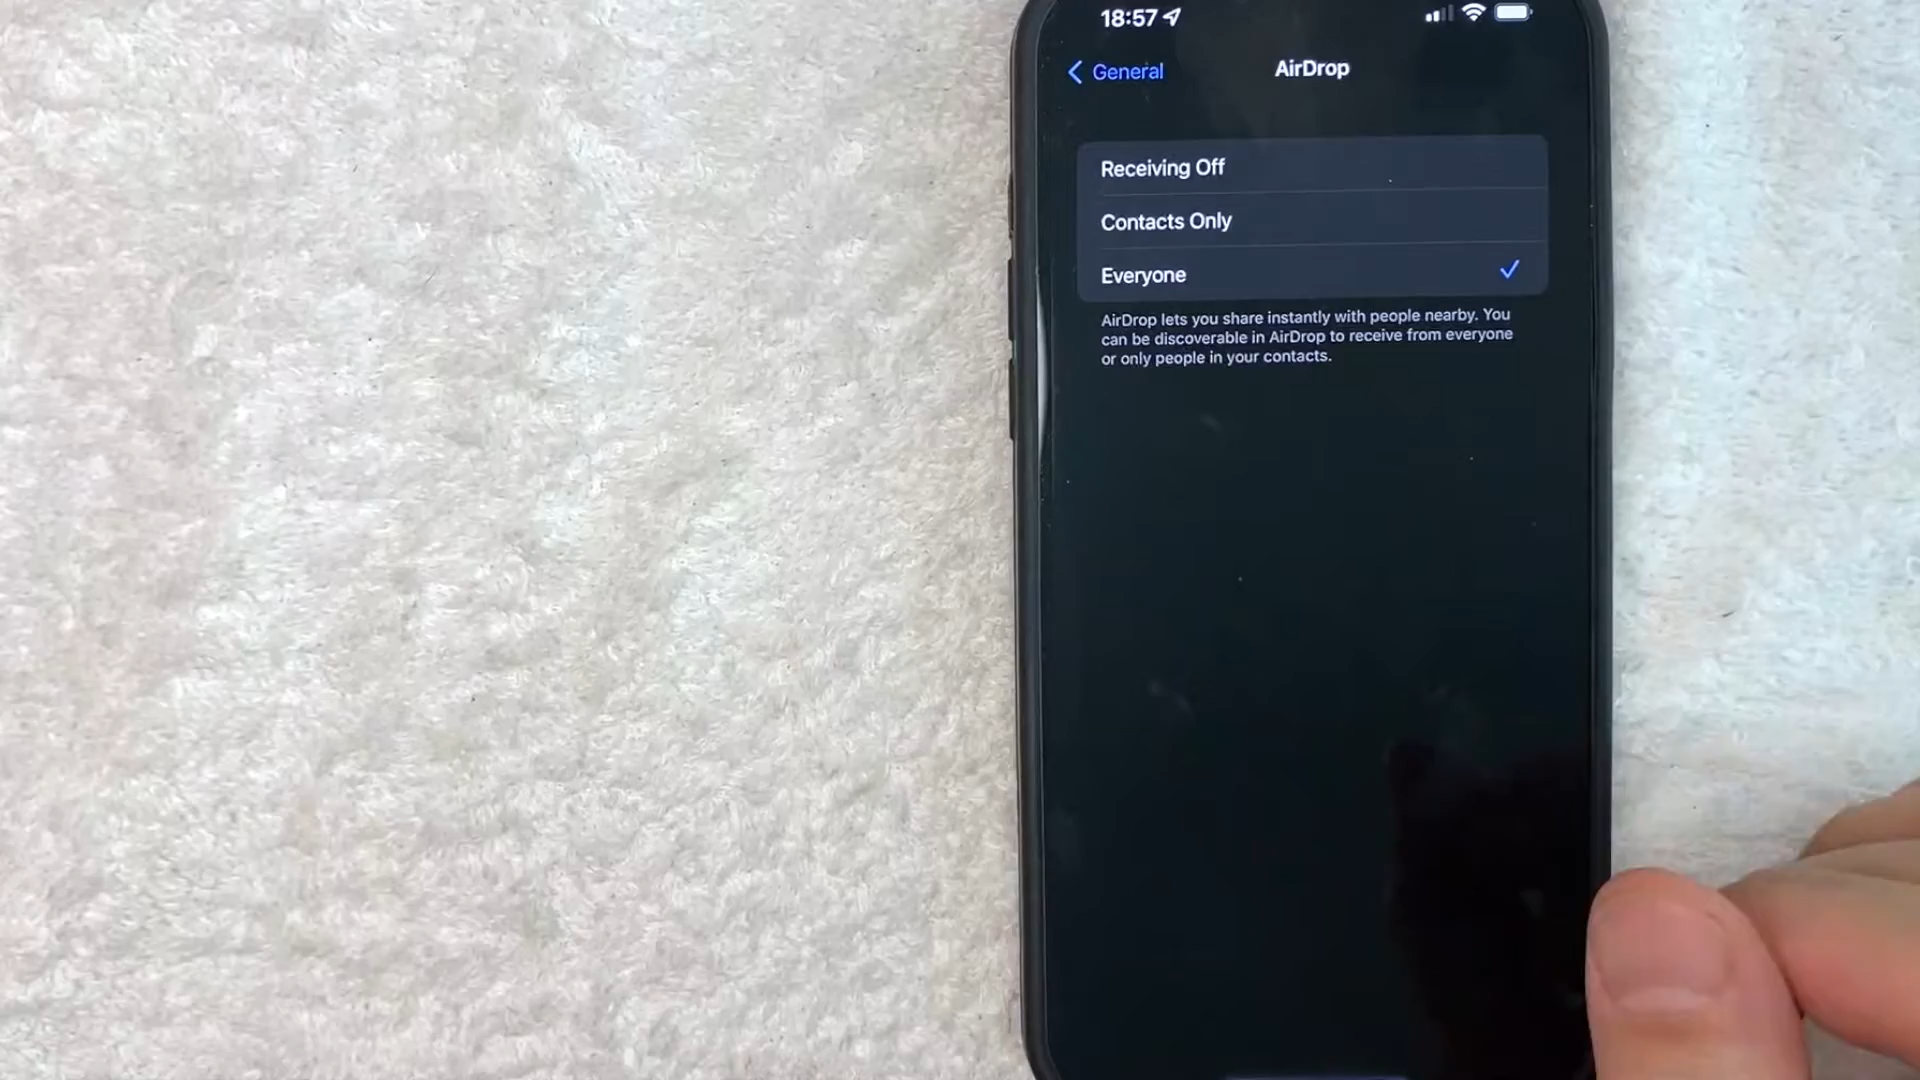 18:57
General
AirDrop
Receiving Off
Contacts Only
Everyone
AirDrop lets you share instantly with people nearby. You
can be discoverable in AirDrop to receive from everyone
or only people in your contacts.